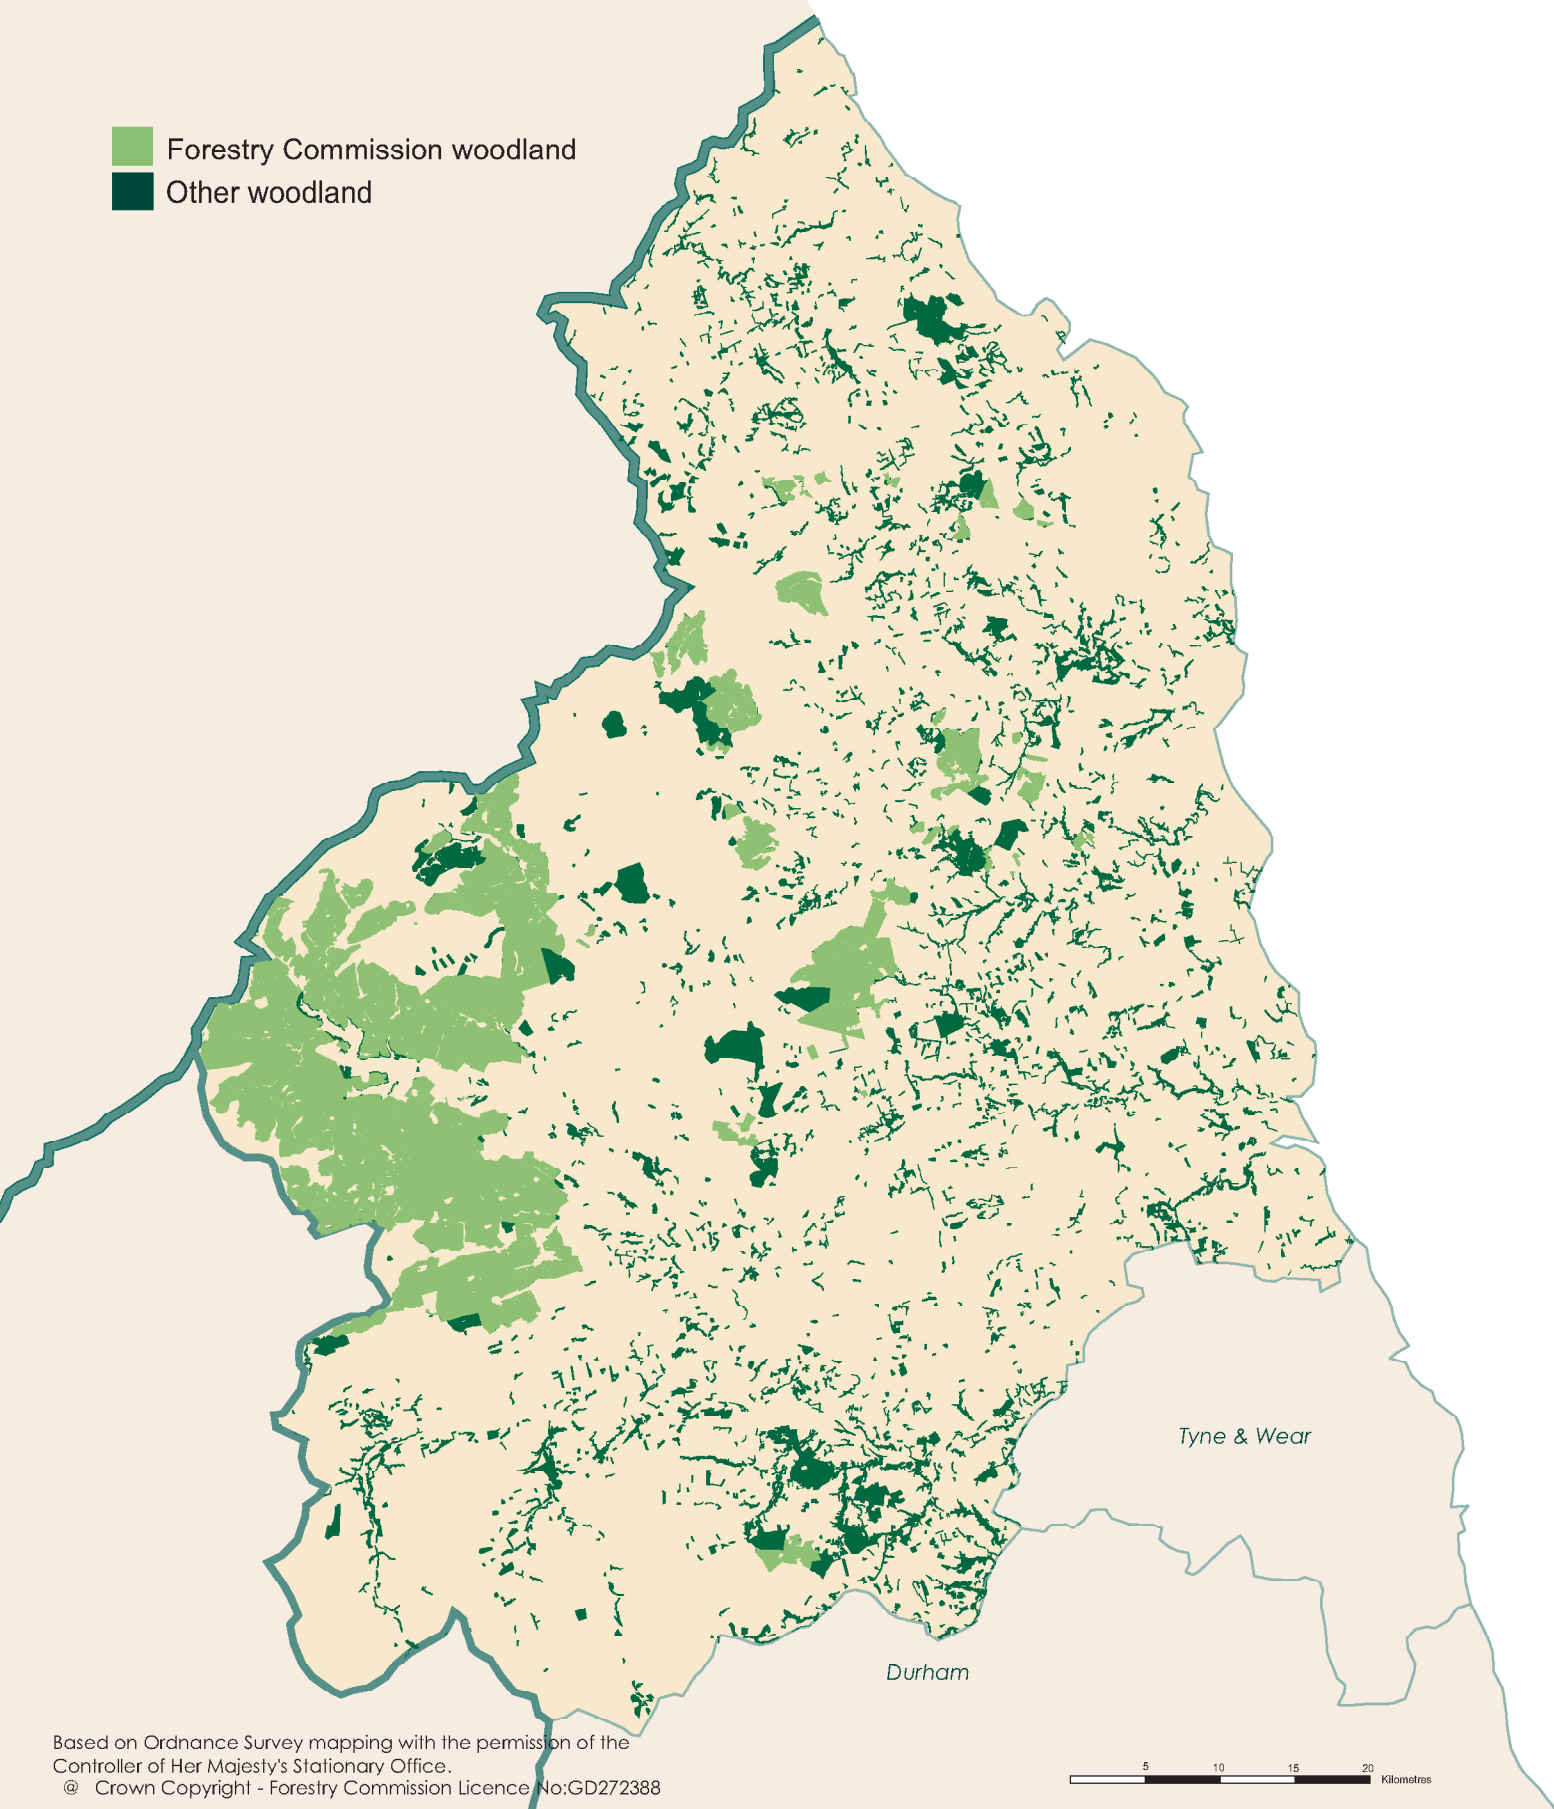 Forestry Commission woodland
Other woodland
Tyne & Wear
Durham
Based on Ordnance Survey mapping with the permission of the
Controller of Her Majesty's Stationary Office.
@ Crown Copyright - Forestry Commission Licence No:GD272388
5 10 15 20
Kilometres